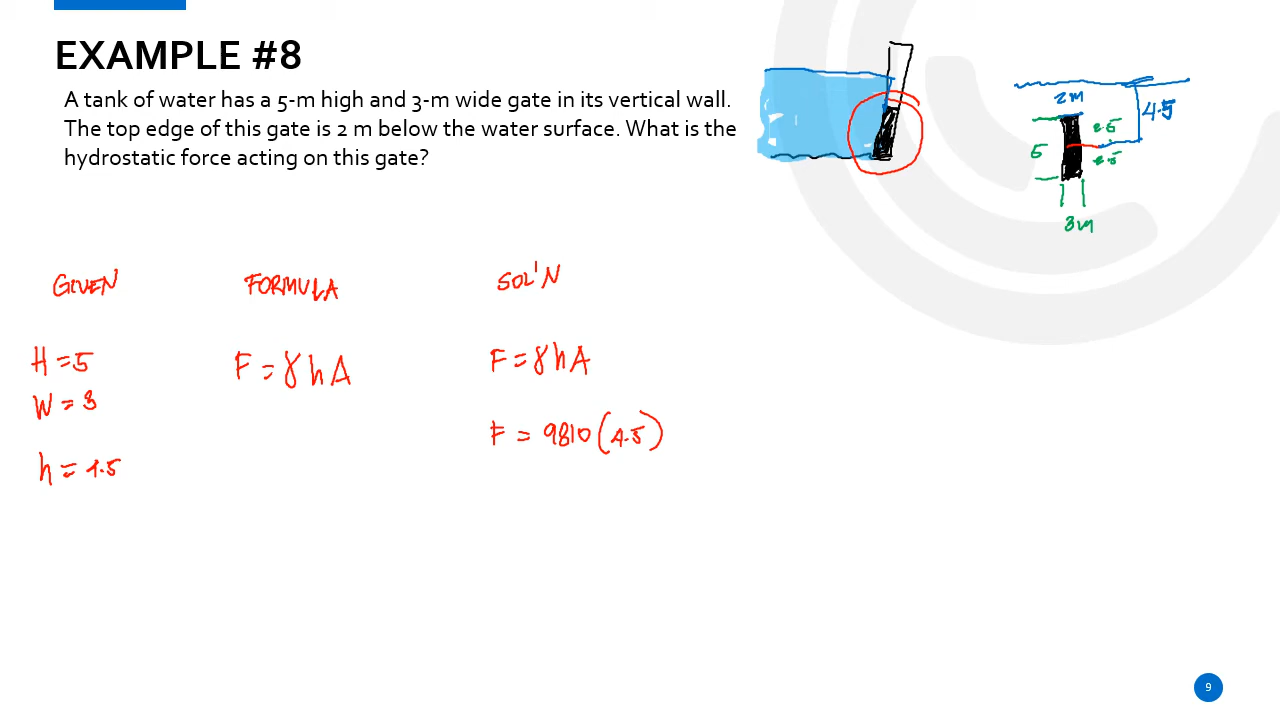 EXAMPLE #8
A tank of water has a 5-m high and 3-m wide gate in its vertical wall.
The top edge of this gate is 2 m below the water surface. What is the
hydrostatic force acting on this gate?
2m
4.5
2.5
5
2.5
3m
GIVEN
FORMULA
SOL'N
H = 5
F = γhA
F = γhA
W = 3
F = 9810 (4.5)
h = 4.5
9